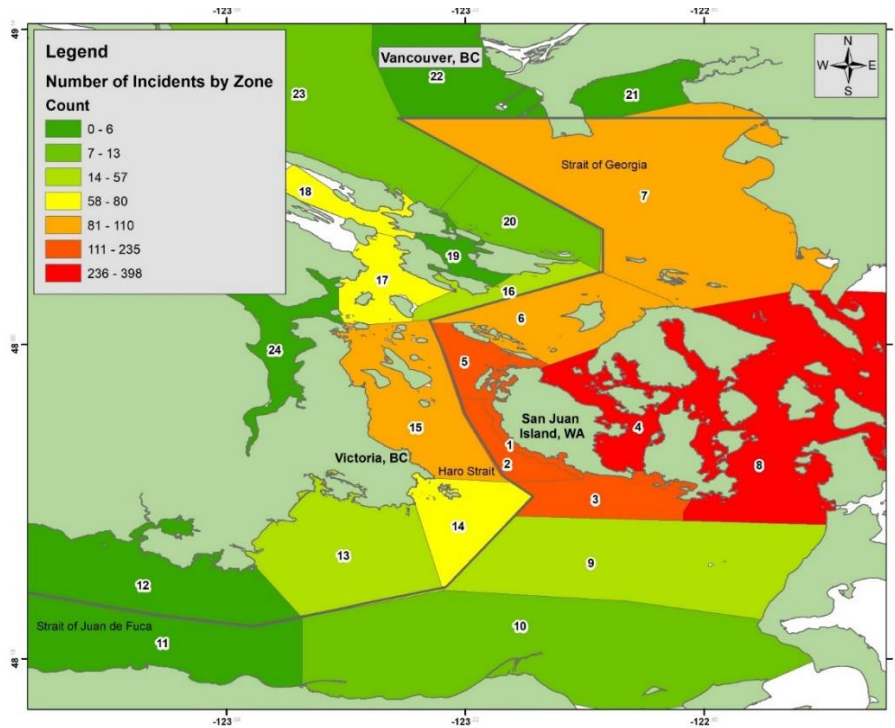 -123
-123
-122
49
Legend
Number of Incidents by Zone
Count
0 - 6
7 - 13
14 - 57
58 - 80
81 - 110
111 - 235
236 - 398
Vancouver, BC
22
21
23
N
W E
S
Strait of Georgia
7
18
20
19
17
16
6
24
5
48
48
San Juan
Island, WA
4
15
1
2
Victoria, BC
Haro Strait
8
3
14
13
9
12
Strait of Juan de Fuca
11
10
48
48
-123
-123
-122